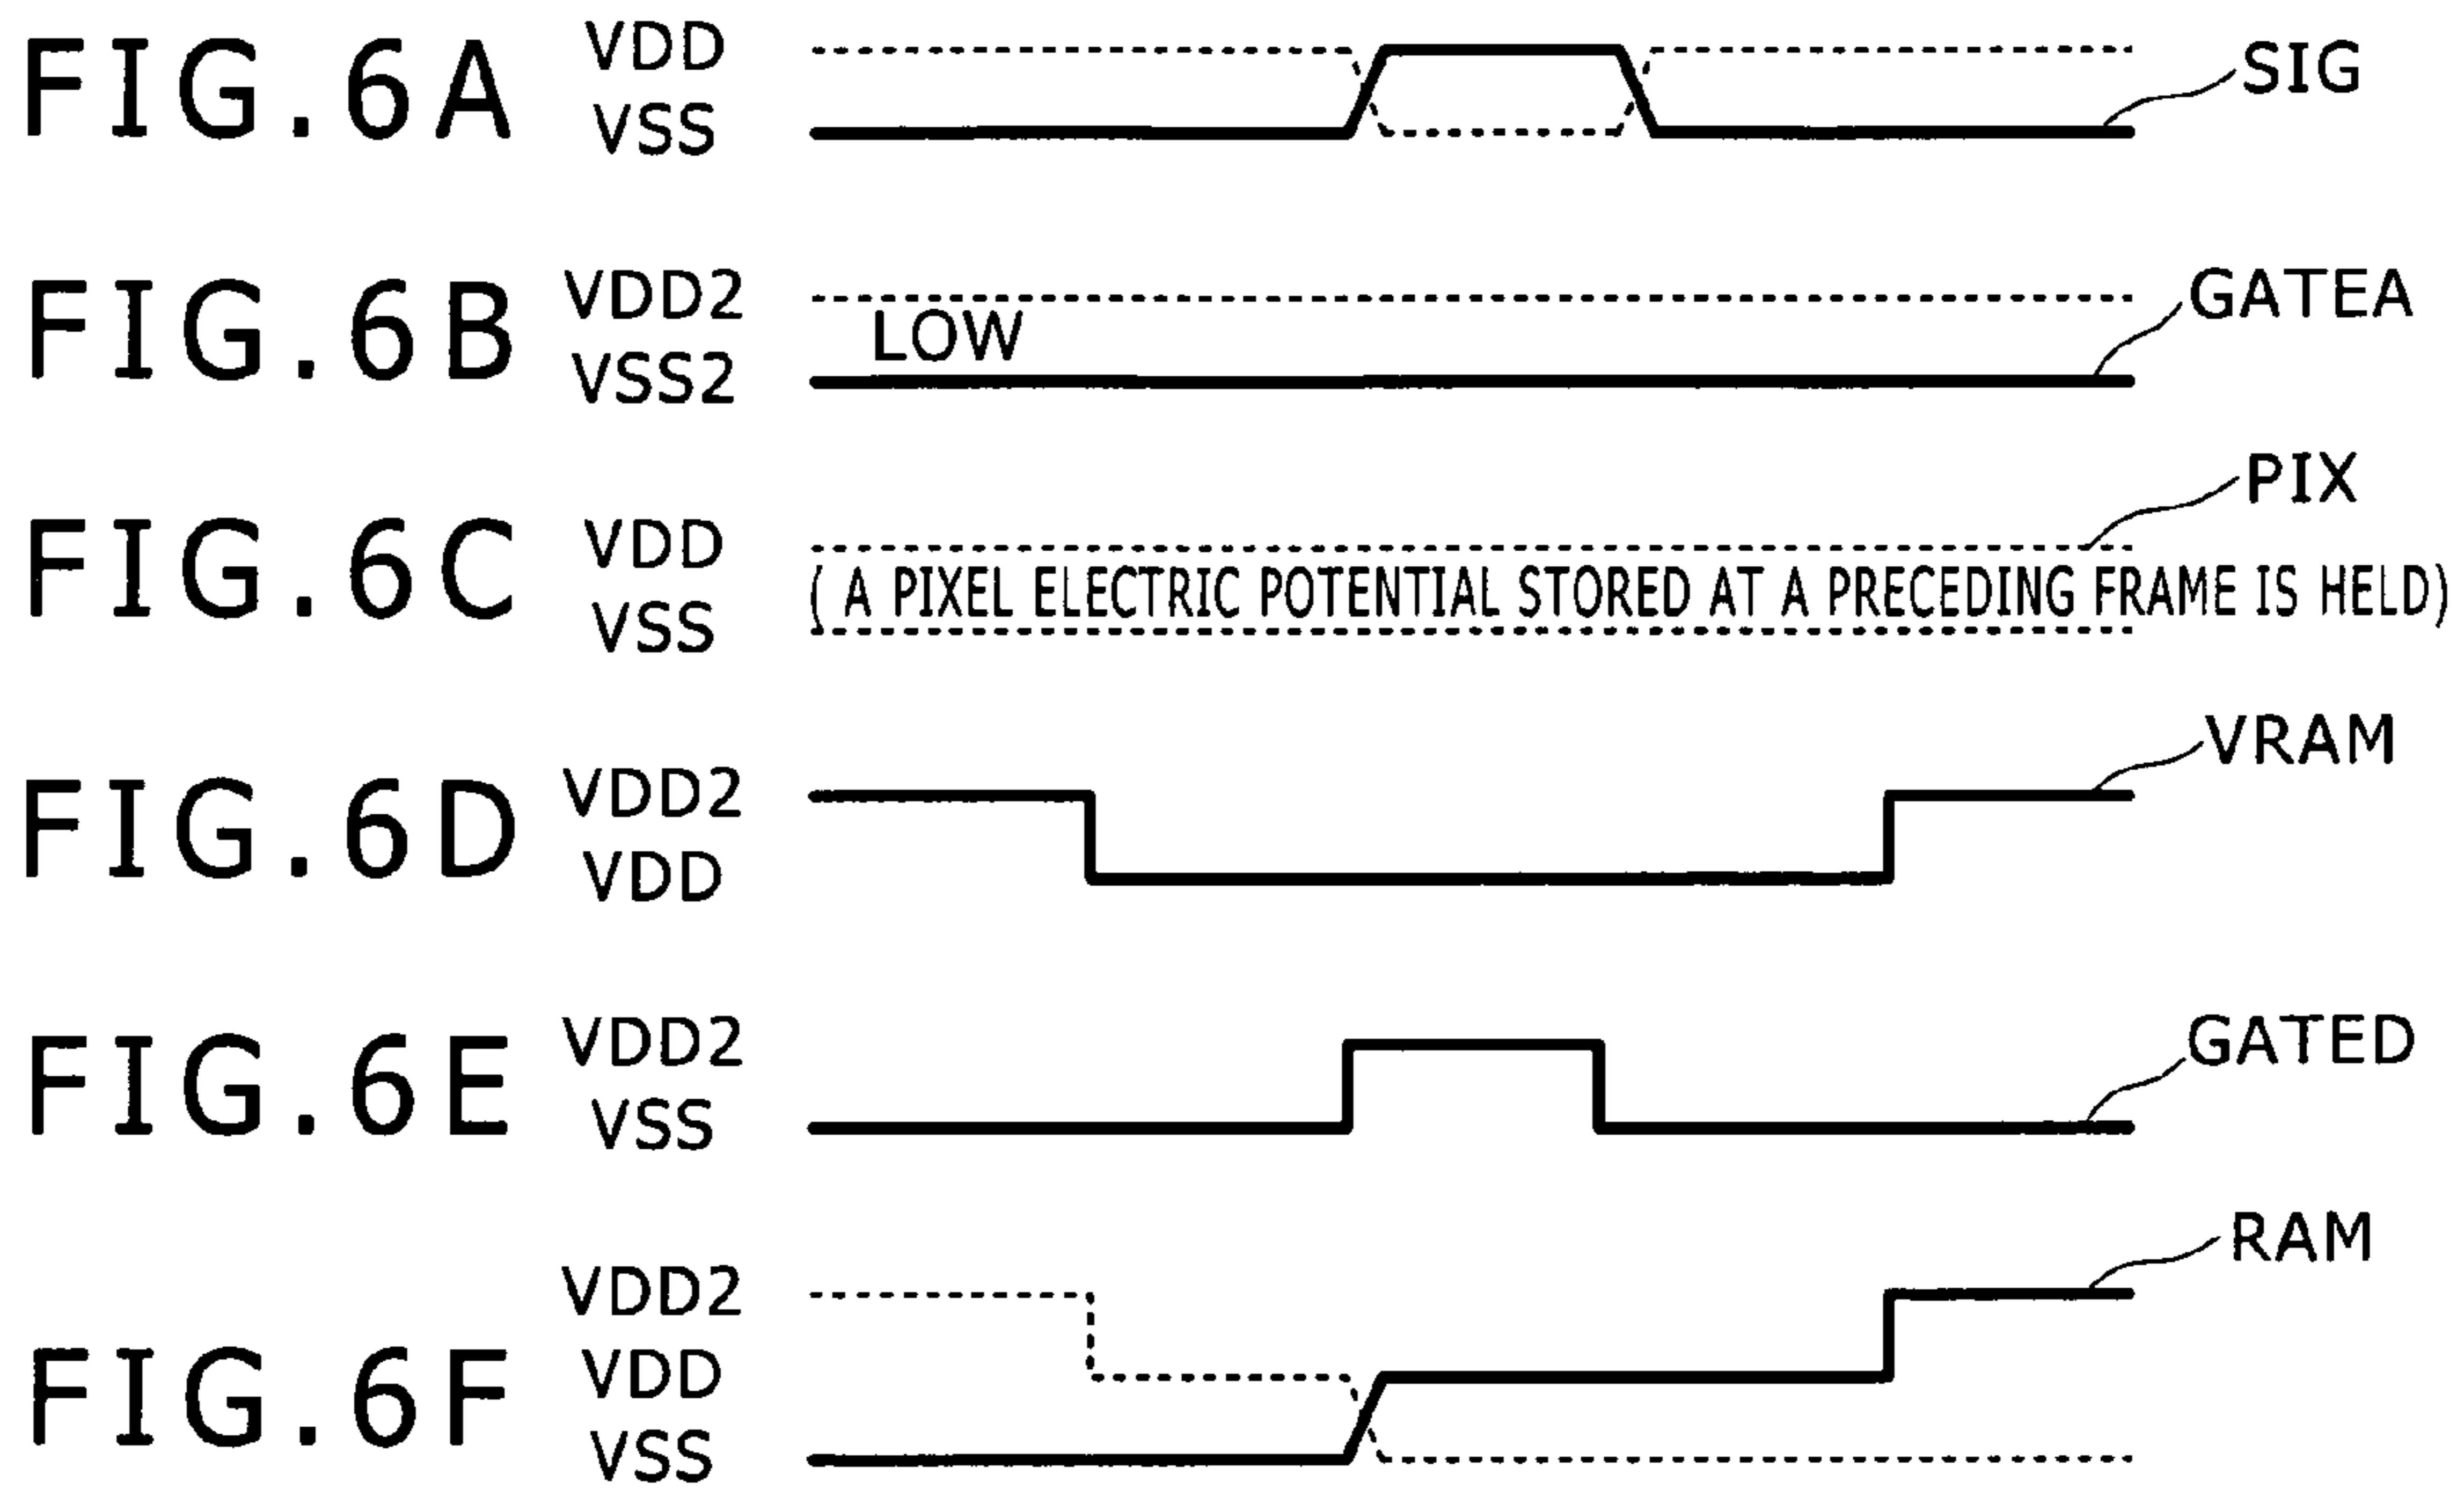 FIG.6A
VDD
VSS
SIG
FIG.6B
VDD2
VSS2
LOW
GATEA
FIG.6C
VDD
VSS
PIX
(A PIXEL ELECTRIC POTENTIAL STORED AT A PRECEDING FRAME IS HELD)
FIG.6D
VDD2
VDD
VRAM
FIG.6E
VDD2
VSS
GATED
FIG.6F
VDD2
VDD
VSS
RAM